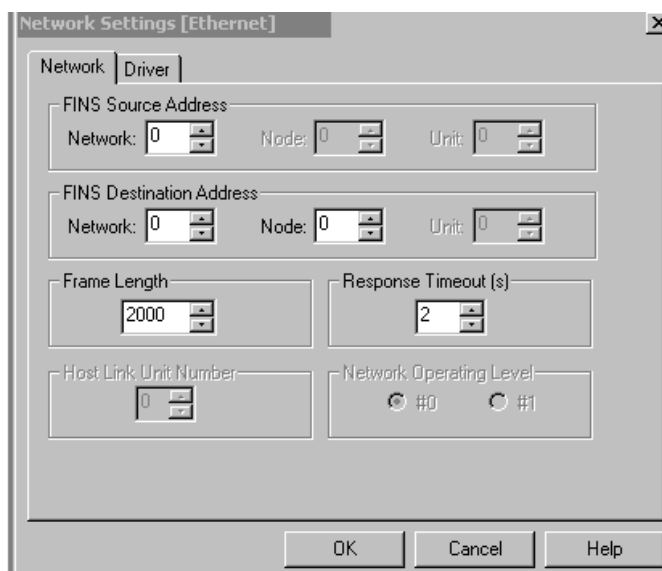 Network Settings [Ethernet]
Network Driver
FINS Source Address
Network: 0 Node: 0 Unit: 0
FINS Destination Address
Network: 0 Node: 0 Unit: 0
Frame Length Response Timeout (s)
2000 2
Host Link Unit Number Network Operating Level
0 #0 #1
OK Cancel Help